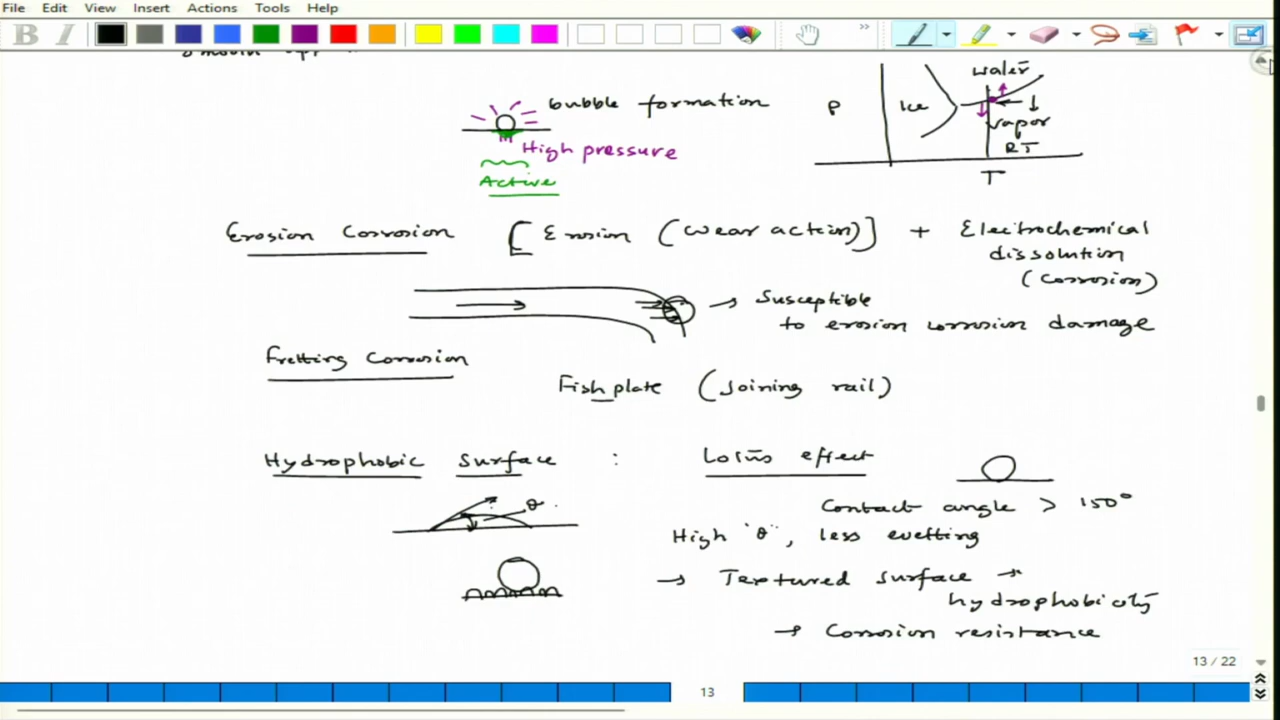 File Edit View Insert Actions Tools Help
B I
water
bubble formation
P Ice
vapor
High pressure
RT
Active
T
Erosion Corrosion [Erosion (wear action)] + Electrochemical
dissolution
(corrosion)
→ Susceptible
to erosion corrosion damage
Fretting Corrosion
Fish plate (Joining rail)
Hydrophobic Surface : Lotus effect
θ
Contact angle > 150°
High "θ", less wetting
→ Textured surface →
hydrophobicity
→ Corrosion resistance
13 / 22
13